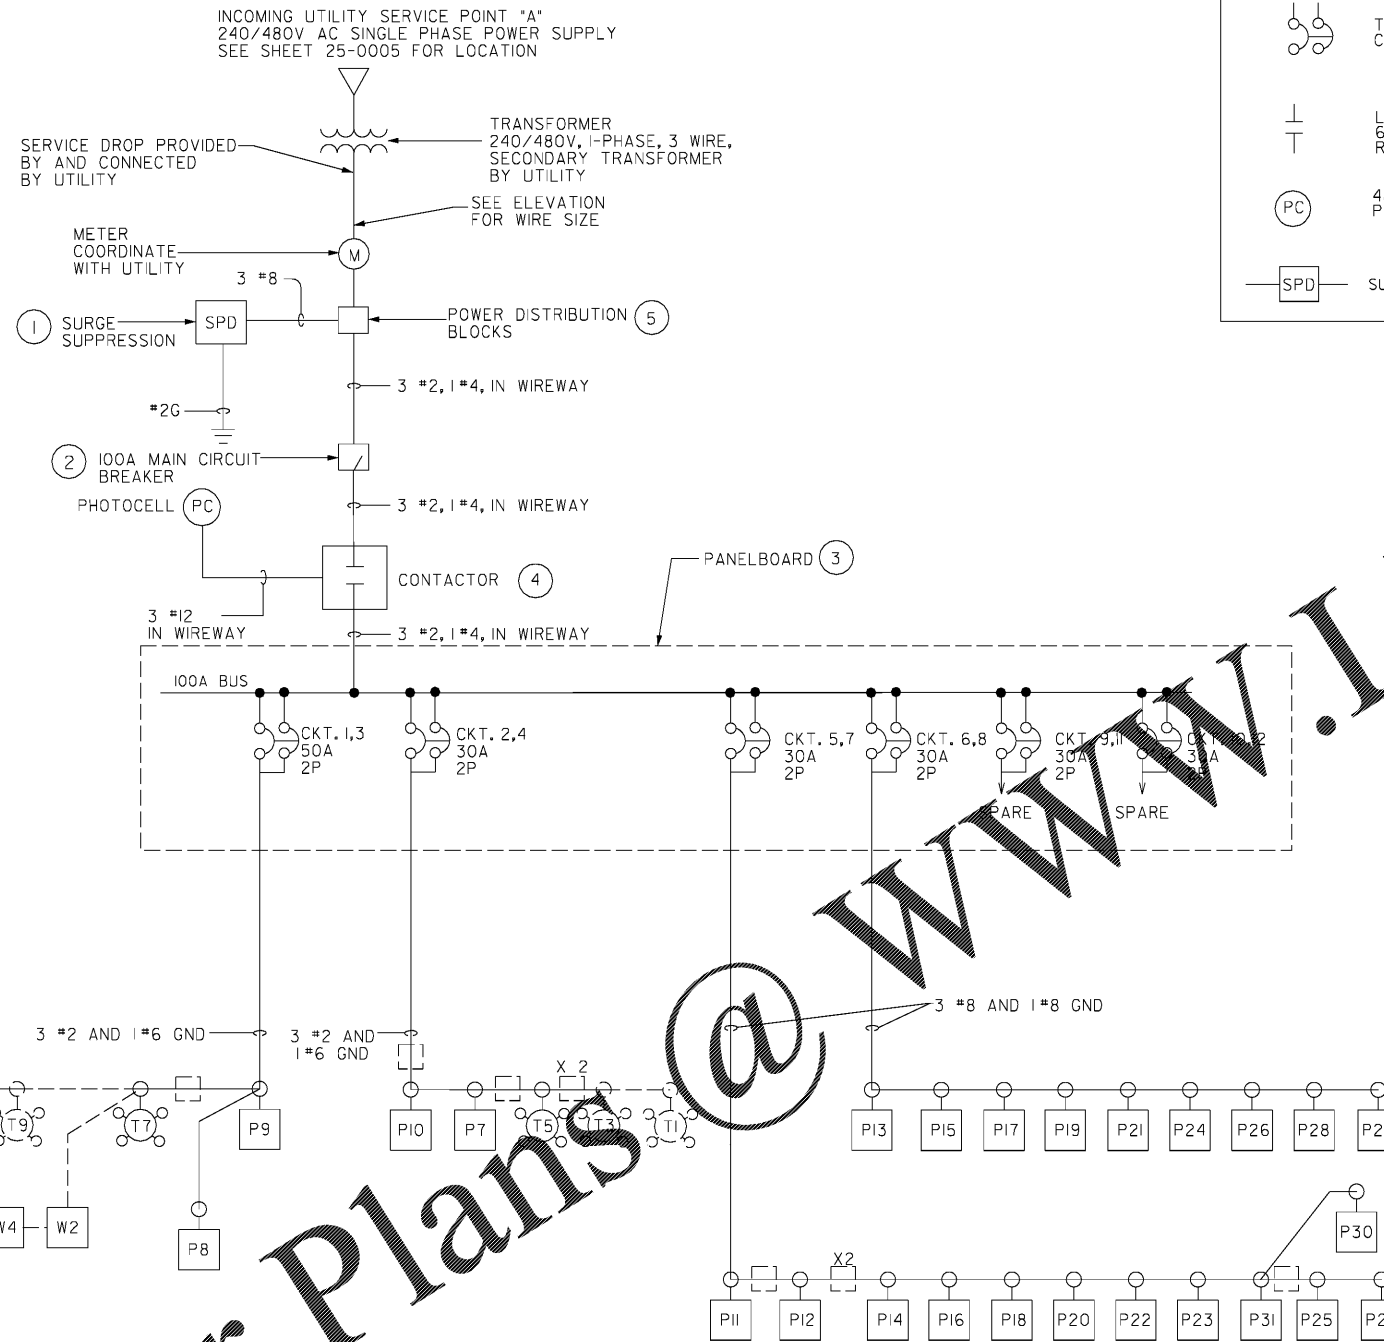 INCOMING UTILITY SERVICE POINT "A"
240/480V AC SINGLE PHASE POWER SUPPLY
SEE SHEET 25-0005 FOR LOCATION
TRANSFORMER
240/480V, 1-PHASE, 3 WIRE,
SECONDARY TRANSFORMER
BY UTILITY
SERVICE DROP PROVIDED
BY AND CONNECTED
BY UTILITY
SEE ELEVATION
FOR WIRE SIZE
METER
COORDINATE
WITH UTILITY
M
3 #8
1
SURGE
SUPPRESSION
SPD
POWER DISTRIBUTION
BLOCKS
5
3 #2, 1 #4, IN WIREWAY
#2G
2
100A MAIN CIRCUIT
BREAKER
PHOTOCELL
PC
3 #2, 1 #4, IN WIREWAY
CONTACTOR
4
PANELBOARD
3
3 #12
IN WIREWAY
3 #2, 1 #4, IN WIREWAY
100A BUS
CKT. 1,3
50A
2P
CKT. 2,4
30A
2P
CKT. 5,7
30A
2P
CKT. 6,8
30A
2P
30A
2P
SPARE
SPARE
3 #2 AND 1 #6 GND
3 #2 AND
1 #6 GND
3 #8 AND 1 #8 GND
X 2
T9
T7
P9
P10
P7
T5
T3
T1
P13
P15
P17
P19
P21
P24
P26
P28
W4
W2
P8
P30
X2
P11
P12
P14
P16
P18
P20
P22
P23
P31
P25
PC
SPD
Plans @ www.